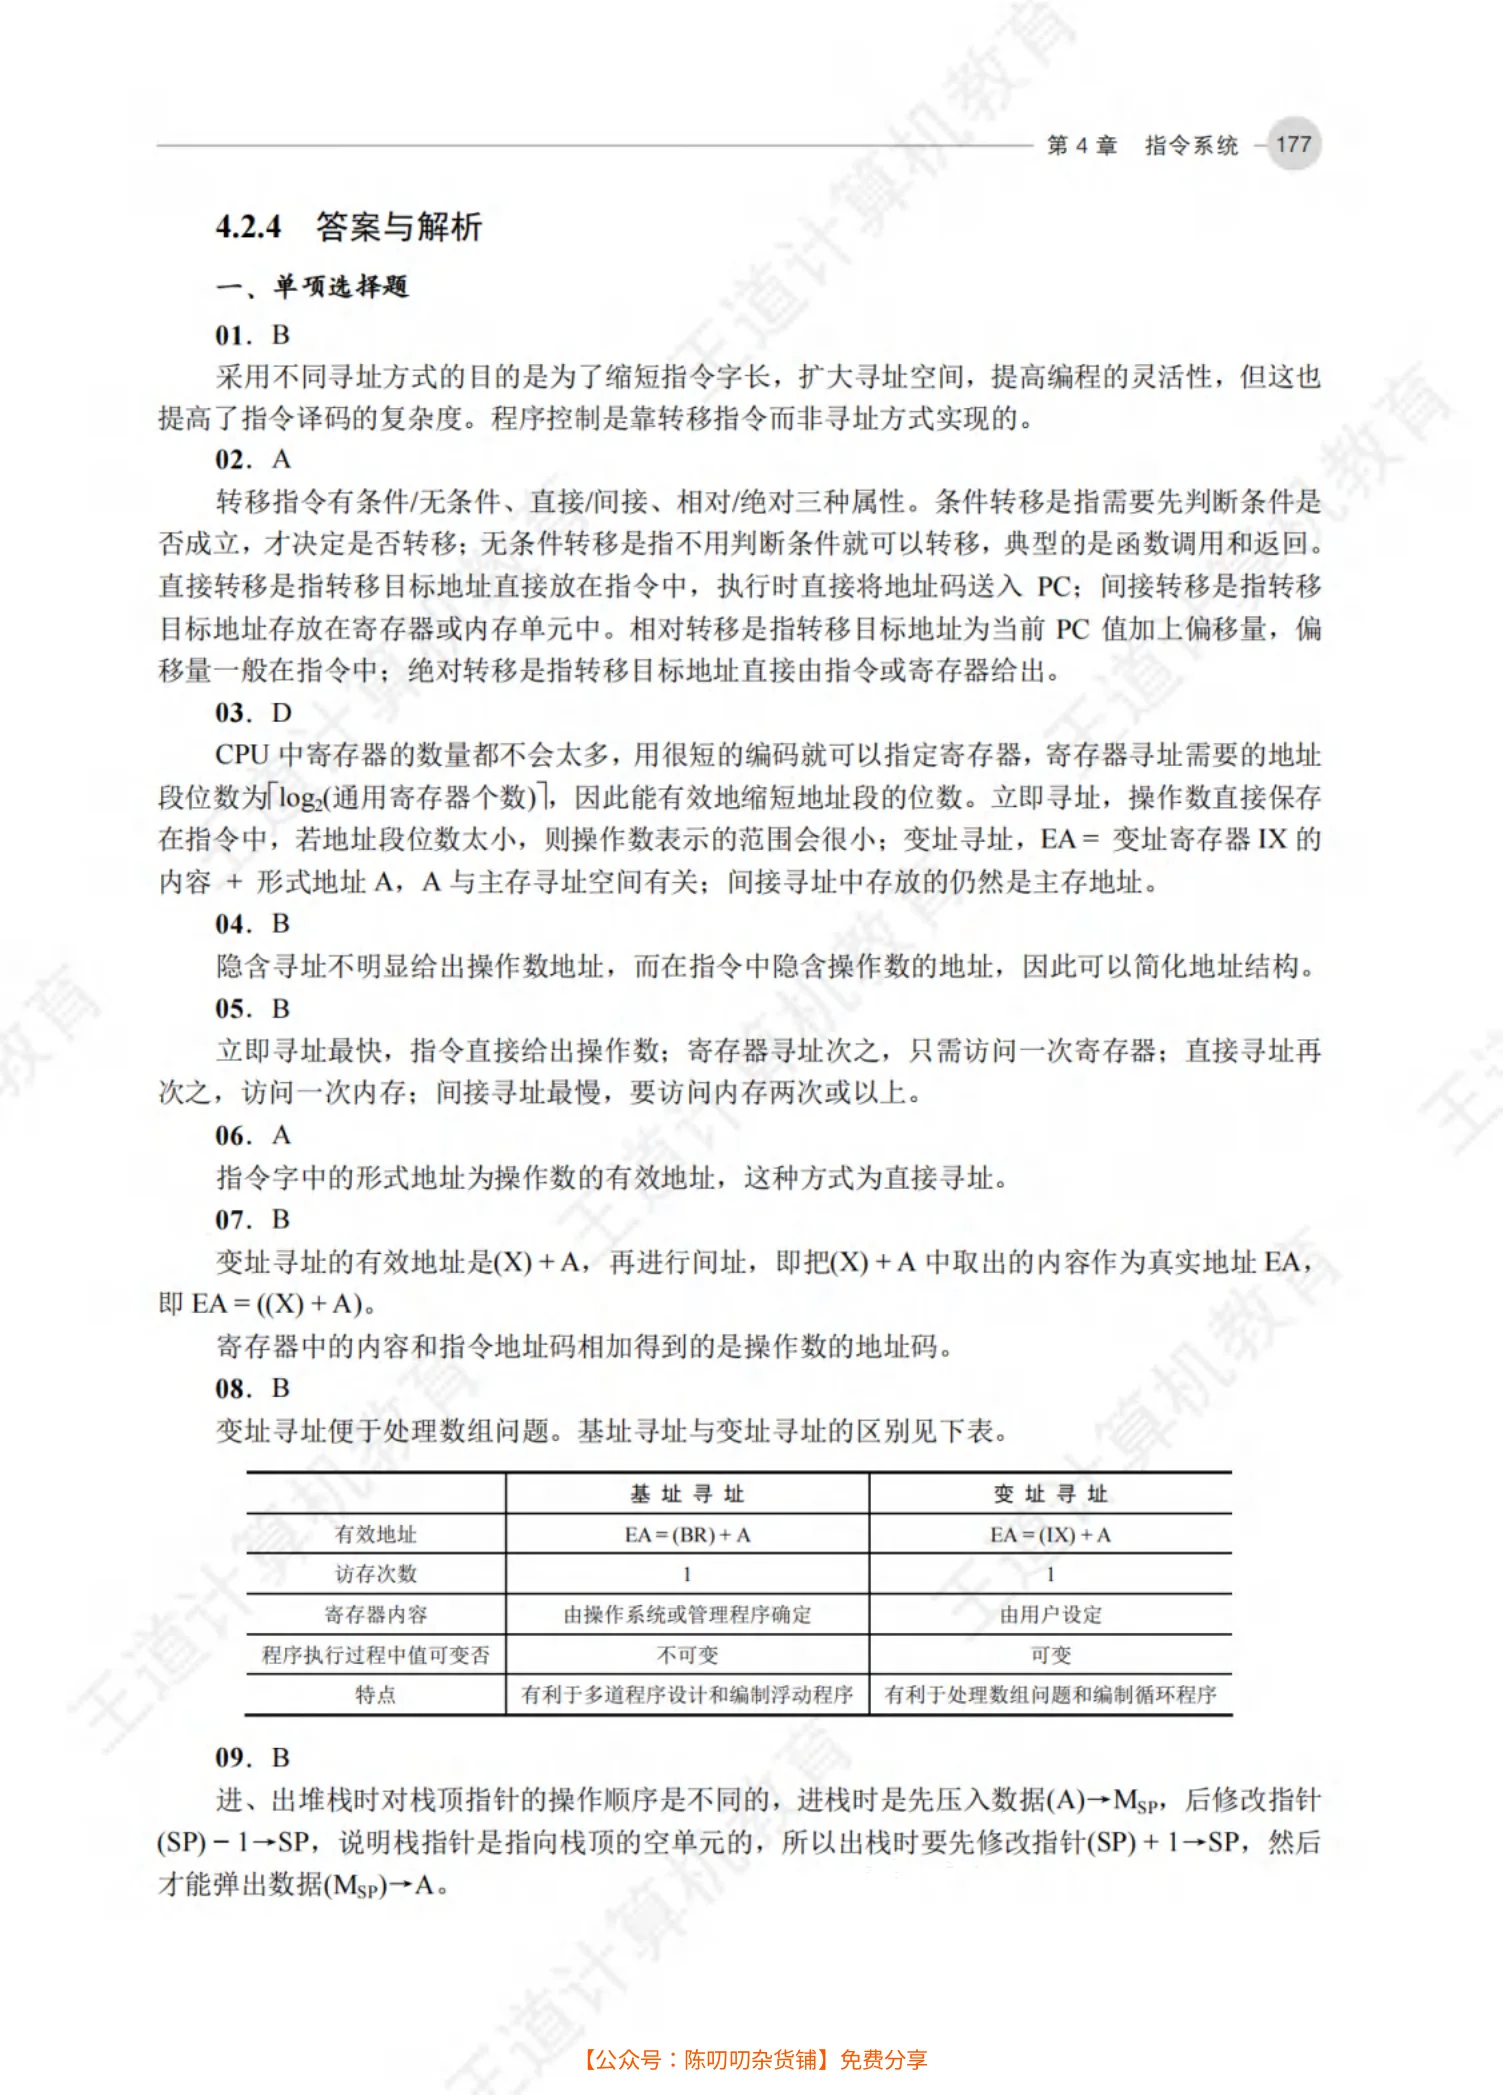 第 4 章 指令系统 177
4.2.4 答案与解析
一、单项选择题
01. B
采用不同寻址方式的目的是为了缩短指令字长，扩大寻址空间，提高编程的灵活性，但这也
提高了指令译码的复杂度。程序控制是靠转移指令而非寻址方式实现的。
02. A
转移指令有条件/无条件、直接/间接、相对/绝对三种属性。条件转移是指需要先判断条件是
否成立，才决定是否转移；无条件转移是指不用判断条件就可以转移，典型的是函数调用和返回。
直接转移是指转移目标地址直接放在指令中，执行时直接将地址码送入 PC；间接转移是指转移
目标地址存放在寄存器或内存单元中。相对转移是指转移目标地址为当前 PC 值加上偏移量，偏
移量一般在指令中；绝对转移是指转移目标地址直接由指令或寄存器给出。
03. D
CPU 中寄存器的数量都不会太多，用很短的编码就可以指定寄存器，寄存器寻址需要的地址
段位数为⌈log₂(通用寄存器个数)⌉，因此能有效地缩短地址段的位数。立即寻址，操作数直接保存
在指令中，若地址段位数太小，则操作数表示的范围会很小；变址寻址，EA = 变址寄存器 IX 的
内容 + 形式地址 A，A 与主存寻址空间有关；间接寻址中存放的仍然是主存地址。
04. B
隐含寻址不明显给出操作数地址，而在指令中隐含操作数的地址，因此可以简化地址结构。
05. B
立即寻址最快，指令直接给出操作数；寄存器寻址次之，只需访问一次寄存器；直接寻址再
次之，访问一次内存；间接寻址最慢，要访问内存两次或以上。
06. A
指令字中的形式地址为操作数的有效地址，这种方式为直接寻址。
07. B
变址寻址的有效地址是(X) + A，再进行间址，即把(X) + A 中取出的内容作为真实地址 EA，
即 EA = ((X) + A)。
寄存器中的内容和指令地址码相加得到的是操作数的地址码。
08. B
变址寻址便于处理数组问题。基址寻址与变址寻址的区别见下表。
基址寻址 变址寻址
有效地址 EA = (BR) + A EA = (IX) + A
访存次数 1 1
寄存器内容 由操作系统或管理程序确定 由用户设定
程序执行过程中值可变否 不可变 可变
特点 有利于多道程序设计和编制浮动程序 有利于处理数组问题和编制循环程序
09. B
进、出堆栈时对栈顶指针的操作顺序是不同的，进栈时是先压入数据(A)→M_SP，后修改指针
(SP) − 1→SP，说明栈指针是指向栈顶的空单元的，所以出栈时要先修改指针(SP) + 1→SP，然后
才能弹出数据(M_SP)→A。
【公众号：陈叨叨杂货铺】免费分享
王道计算机教育